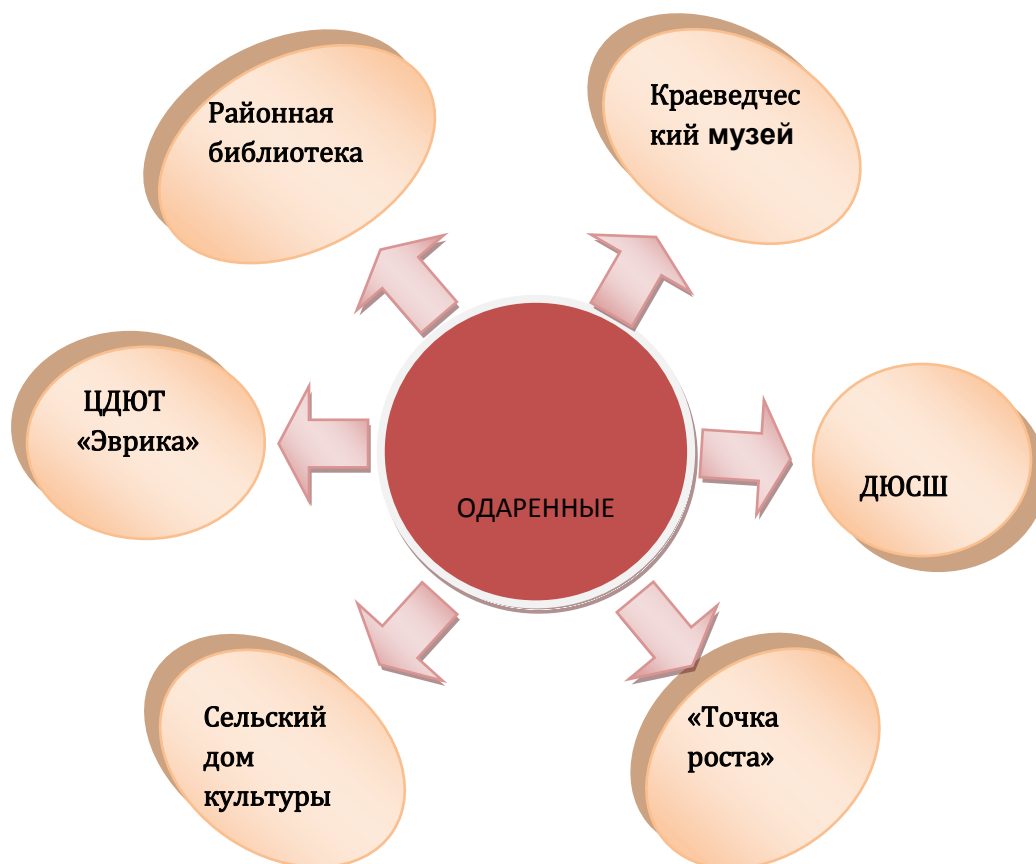 Районная
библиотека
Краеведчес
кий музей
ЦДЮТ
«Эврика»
ОДАРЕННЫЕ
ДЮСШ
Сельский
дом
культуры
«Точка
роста»